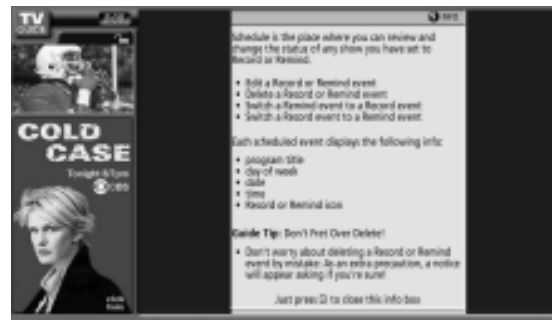 TV
GUIDE
INFO
Schedule is the place where you can review and
change the status of any show you have set to
Record or Remind.
• Edit a Record or Remind event
• Delete a Record or Remind event
• Switch a Remind event to a Record event
• Switch a Record event to a Remind event
Each scheduled event displays the following info:
• program title
• day of week
• date
• time
• Record or Remind icon
Guide Tip: Don't Fret Over Delete!
• Don't worry about deleting a Record or Remind
event by mistake. As an extra precaution, a notice
will appear asking if you're sure!
Just press to close this info box
COLD
CASE
Tonight 8/7pm
CBS